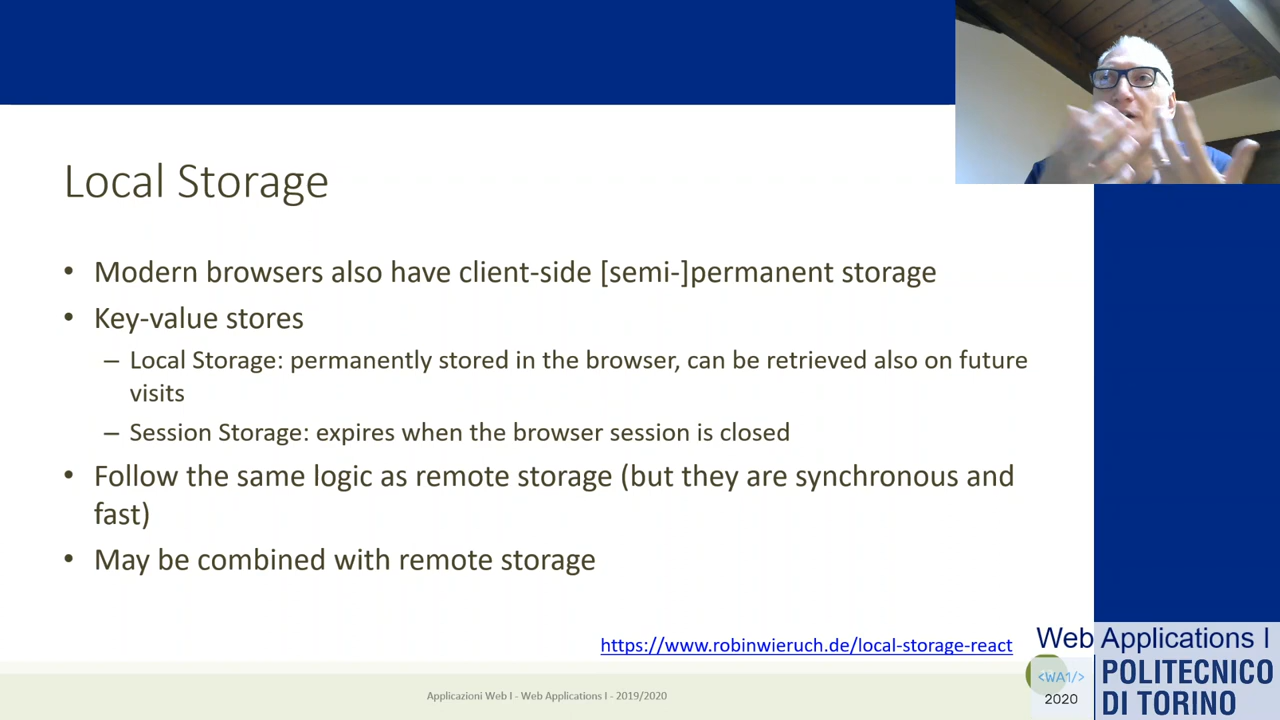 Local Storage
• Modern browsers also have client-side [semi-]permanent storage
• Key-value stores
– Local Storage: permanently stored in the browser, can be retrieved also on future
visits
– Session Storage: expires when the browser session is closed
• Follow the same logic as remote storage (but they are synchronous and
fast)
• May be combined with remote storage
https://www.robinwieruch.de/local-storage-react
Applicazioni Web I - Web Applications I - 2019/2020
Web Applications I
<WA1/>
2020
POLITECNICO
DI TORINO